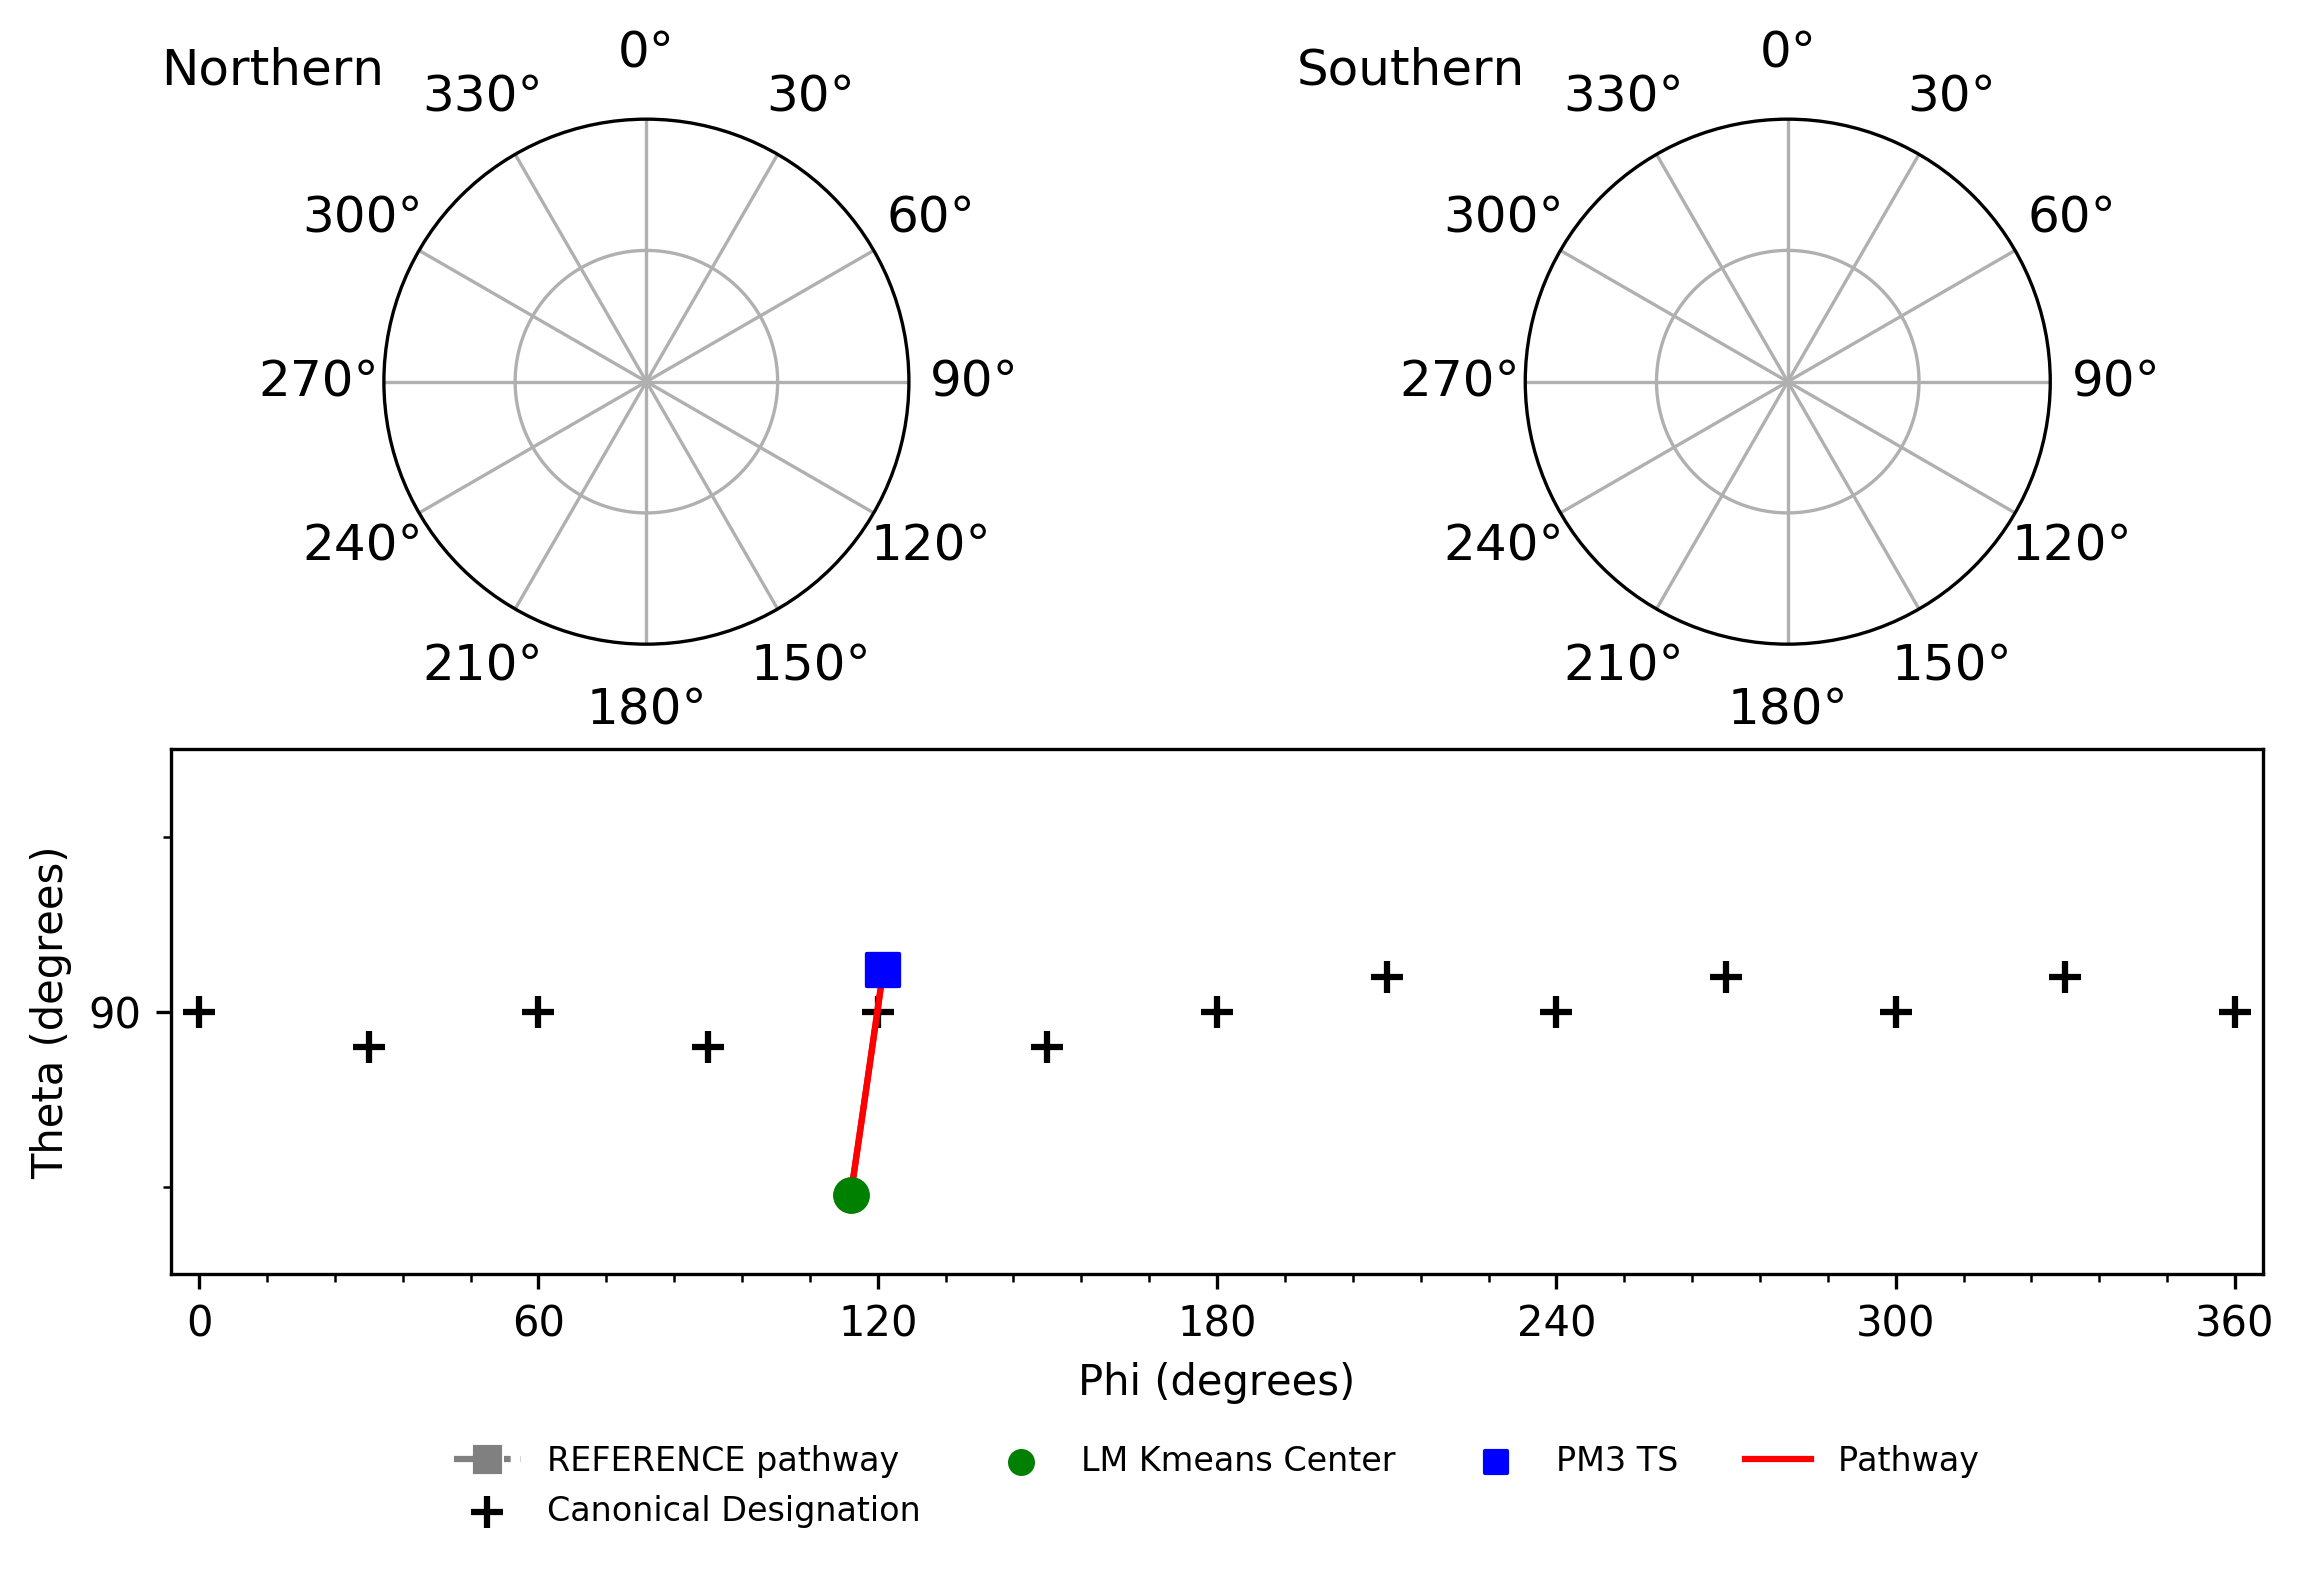 Northern
0°
30°
60°
90°
120°
150°
180°
210°
240°
270°
300°
330°
Southern
0°
30°
60°
90°
120°
150°
180°
210°
240°
270°
300°
330°
Theta (degrees)
90
0 60 120 180 240 300 360
Phi (degrees)
REFERENCE pathway
Canonical Designation
LM Kmeans Center
PM3 TS
Pathway